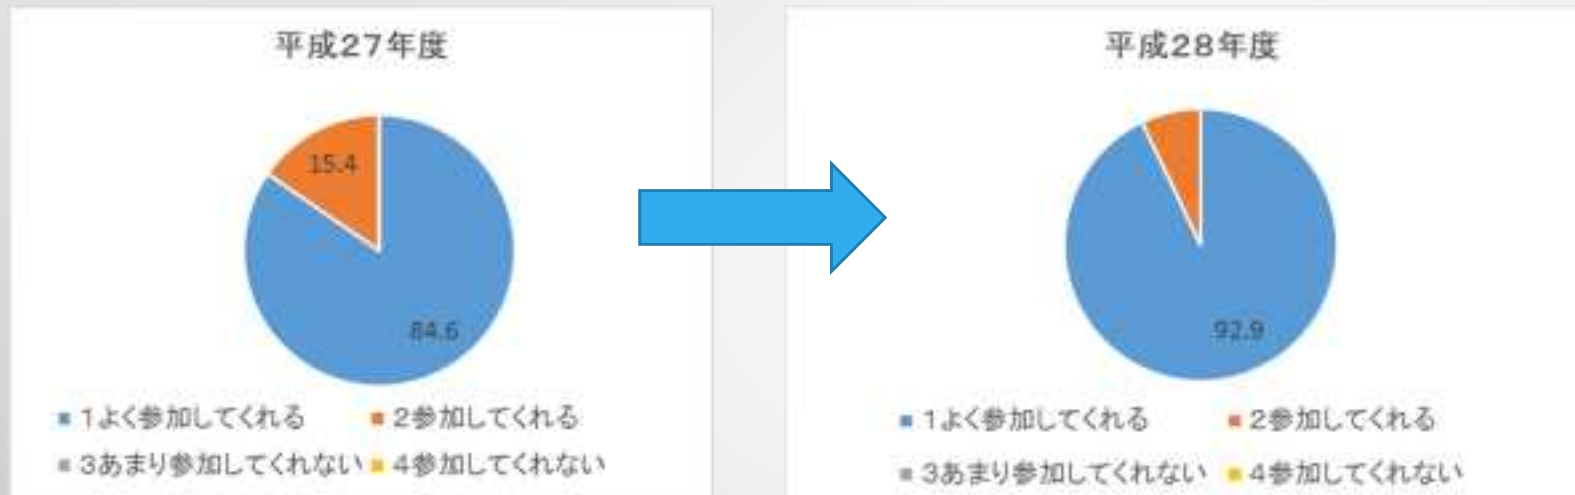 平成27年度
15.4
84.6
■ 1よく参加してくれる ■ 2参加してくれる
■ 3あまり参加してくれない ■ 4参加してくれない
平成28年度
92.9
■ 1よく参加してくれる ■ 2参加してくれる
■ 3あまり参加してくれない ■ 4参加してくれない